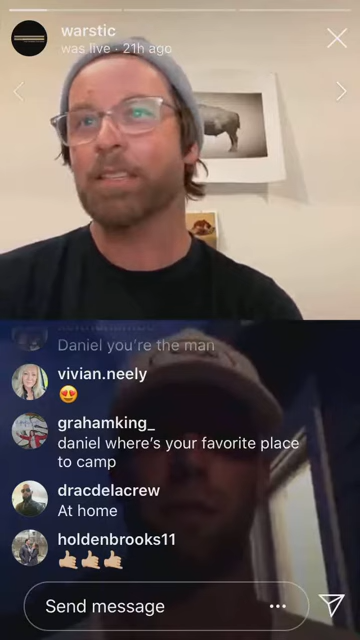 warstic
was live · 21h ago
Daniel you're the man
vivian.neely
😍
grahamking_
daniel where's your favorite place
to camp
dracdelacrew
At home
holdenbrooks11
🤙🏼🤙🏼🤙🏼
Send message